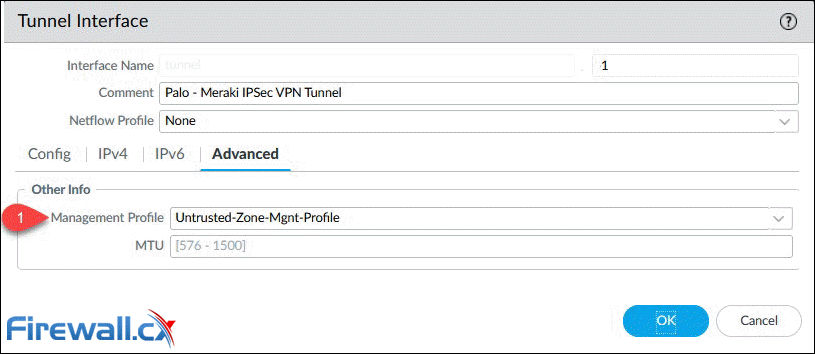 Tunnel Interface ?
Interface Name tunnel . 1
Comment Palo - Meraki IPSec VPN Tunnel
Netflow Profile None
Config IPv4 IPv6 Advanced
Other Info
1 Management Profile Untrusted-Zone-Mgnt-Profile
MTU [576 - 1500]
Firewall.cx OK Cancel